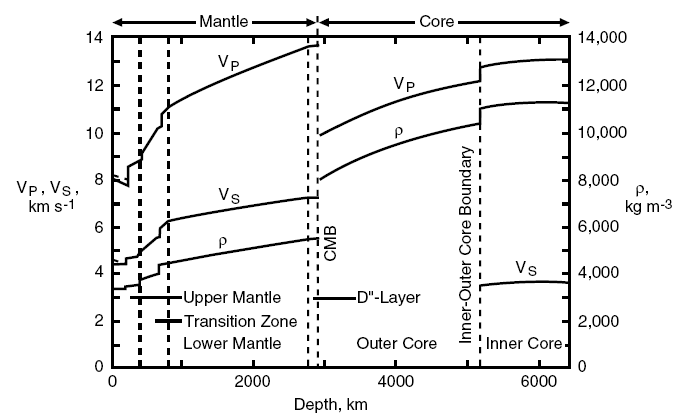 Mantle
Core
14
14,000
12
12,000
10
10,000
8
8,000
6
6,000
4
4,000
2
2,000
0
0
VP
VS
ρ
VP
ρ
VS
VP , VS ,
km s-1
ρ,
kg m-3
CMB
Inner-Outer Core Boundary
Upper Mantle
D"-Layer
Transition Zone
Lower Mantle
Outer Core
Inner Core
0
2000
4000
6000
Depth, km